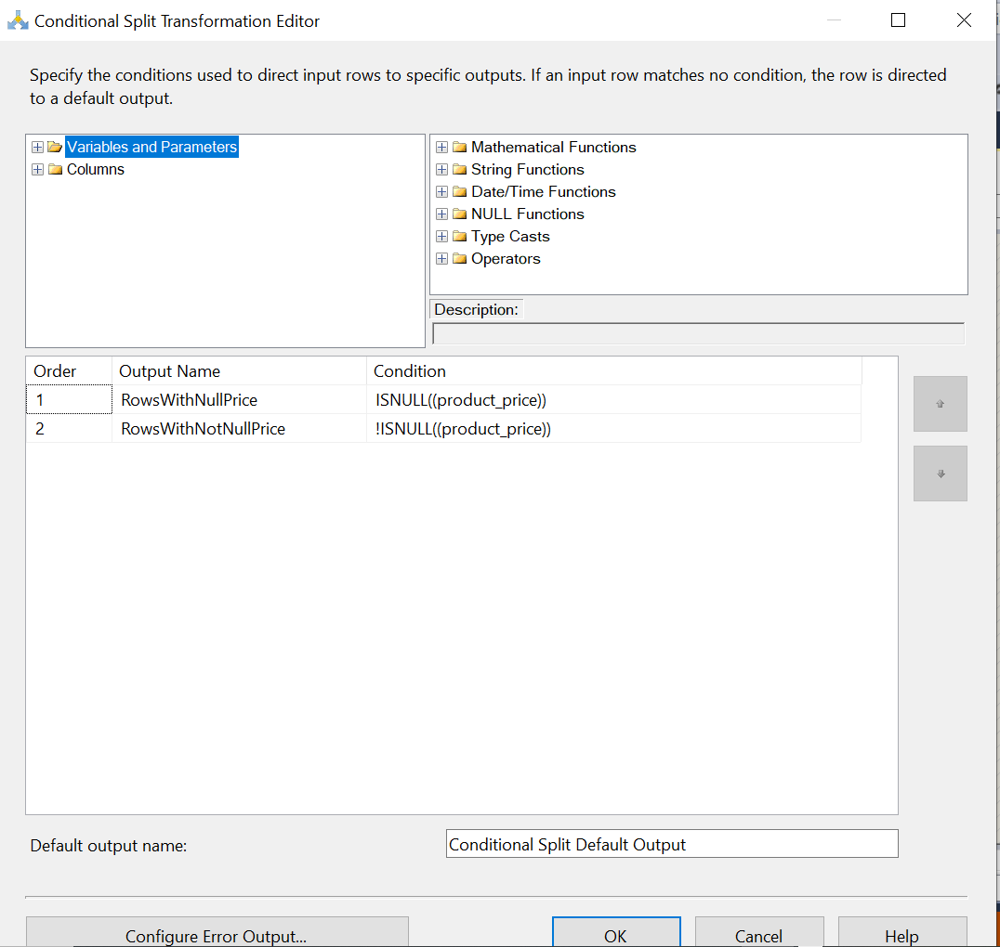 Conditional Split Transformation Editor
Specify the conditions used to direct input rows to specific outputs. If an input row matches no condition, the row is directed
to a default output.
Variables and Parameters
Columns
Mathematical Functions
String Functions
Date/Time Functions
NULL Functions
Type Casts
Operators
Description:
Order Output Name Condition
1 RowsWithNullPrice ISNULL((product_price))
2 RowsWithNotNullPrice !ISNULL((product_price))
Default output name: Conditional Split Default Output
Configure Error Output... OK Cancel Help